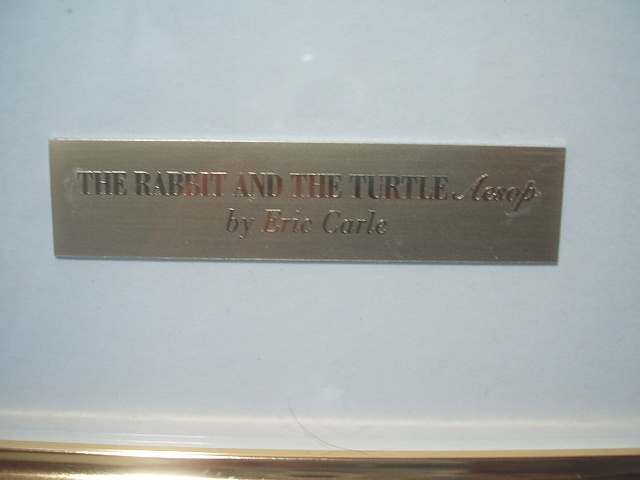 THE RABBIT AND THE TURTLE Aesop
by Eric Carle